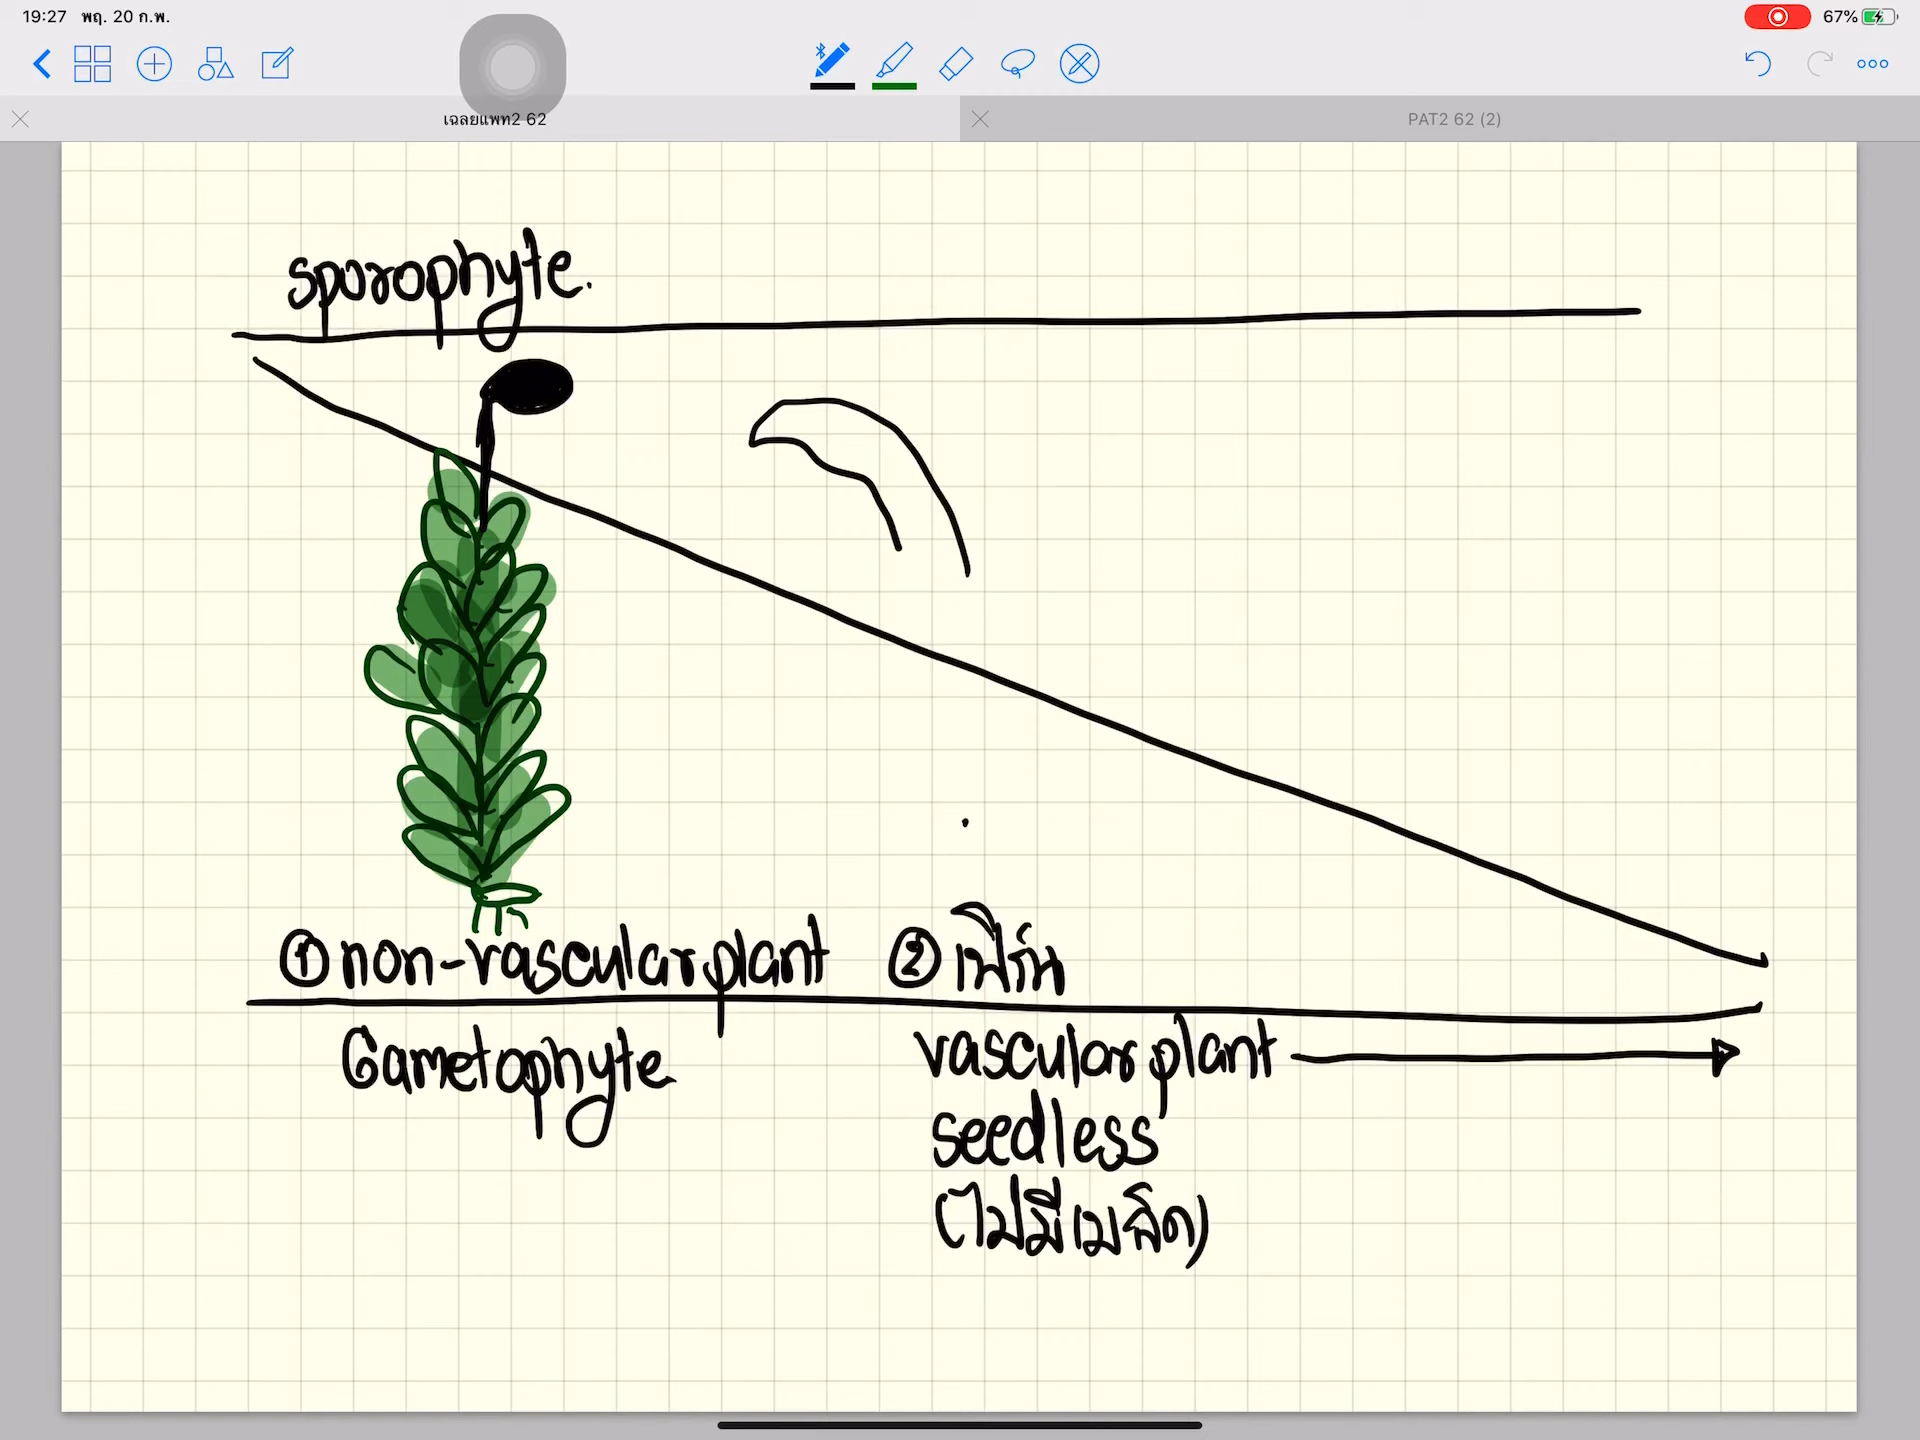 19:27 พฤ. 20 ก.พ.
67%
เฉลยแพท2 62
PAT2 62 (2)
sporophyte.
① non-vascular plant
② เฟิร์น
Gametophyte
vascular plant
seedless
(ไม่มีเมล็ด)